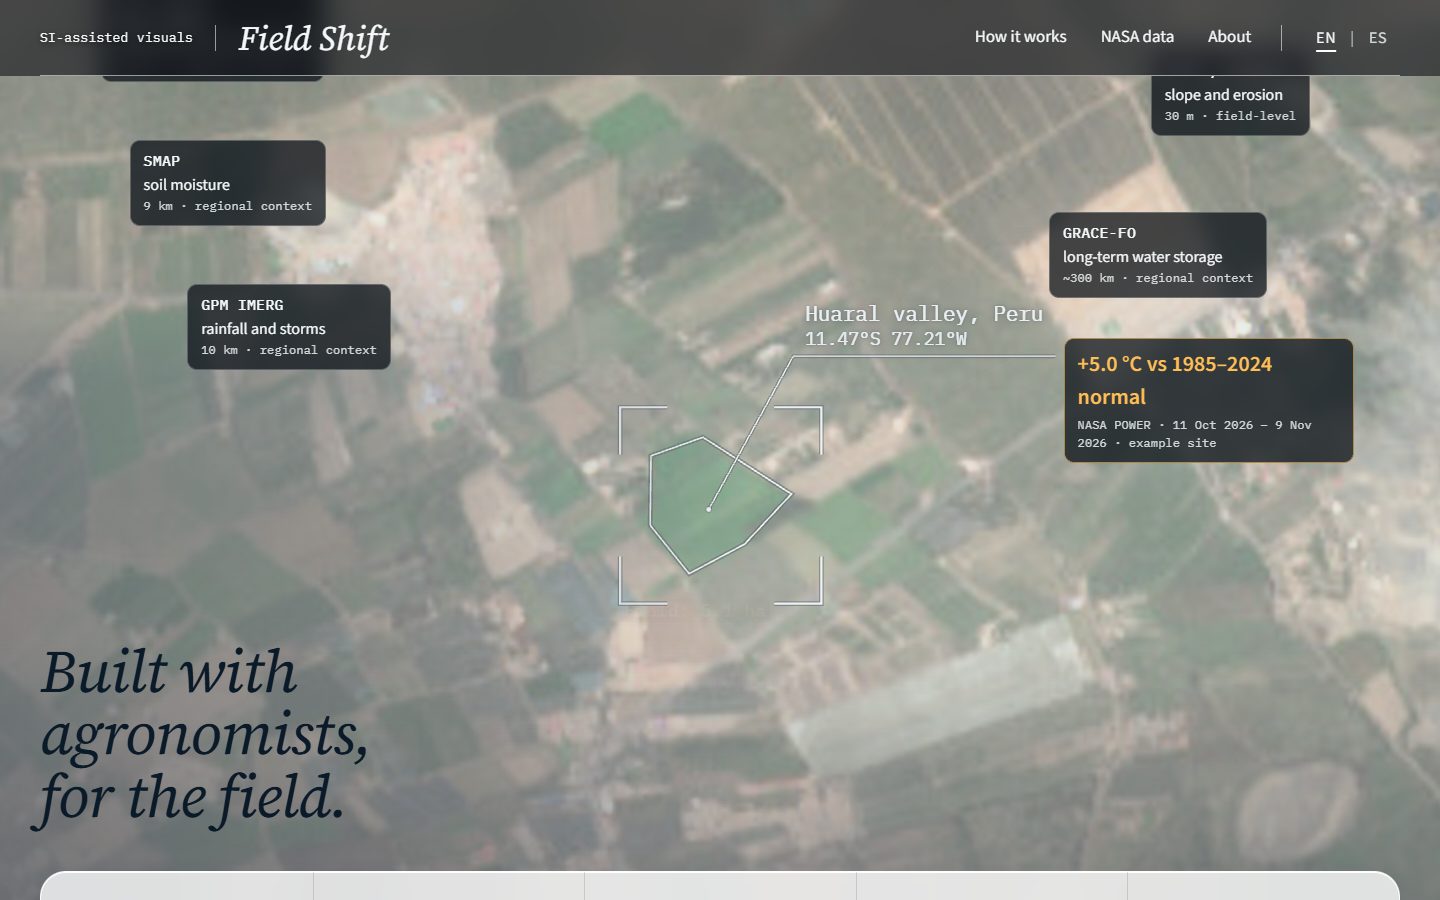 SI-assisted visuals
Field Shift
How it works
NASA data
About
EN | ES
slope and erosion
30 m · field-level
SMAP
soil moisture
9 km · regional context
GRACE-FO
long-term water storage
~300 km · regional context
GPM IMERG
rainfall and storms
10 km · regional context
Huaral valley, Peru
11.47°S 77.21°W
+5.0 °C vs 1985–2024
normal
NASA POWER · 11 Oct 2026 – 9 Nov
2026 · example site
Built with
agronomists,
for the field.